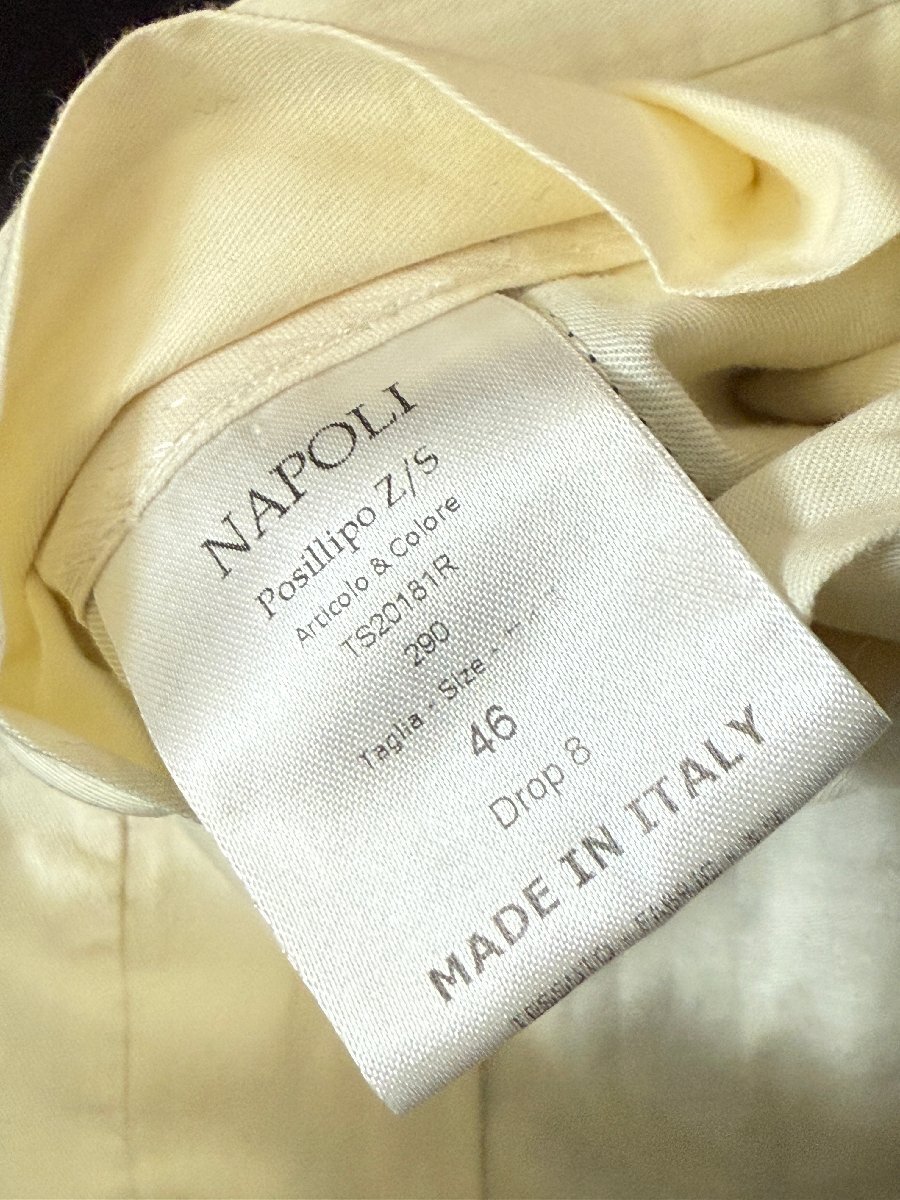 NAPOLI
Posillipo Z/S
Articolo & Colore
TS20181R
290
Taglia - Size -
46
Drop 8
MADE IN ITALY